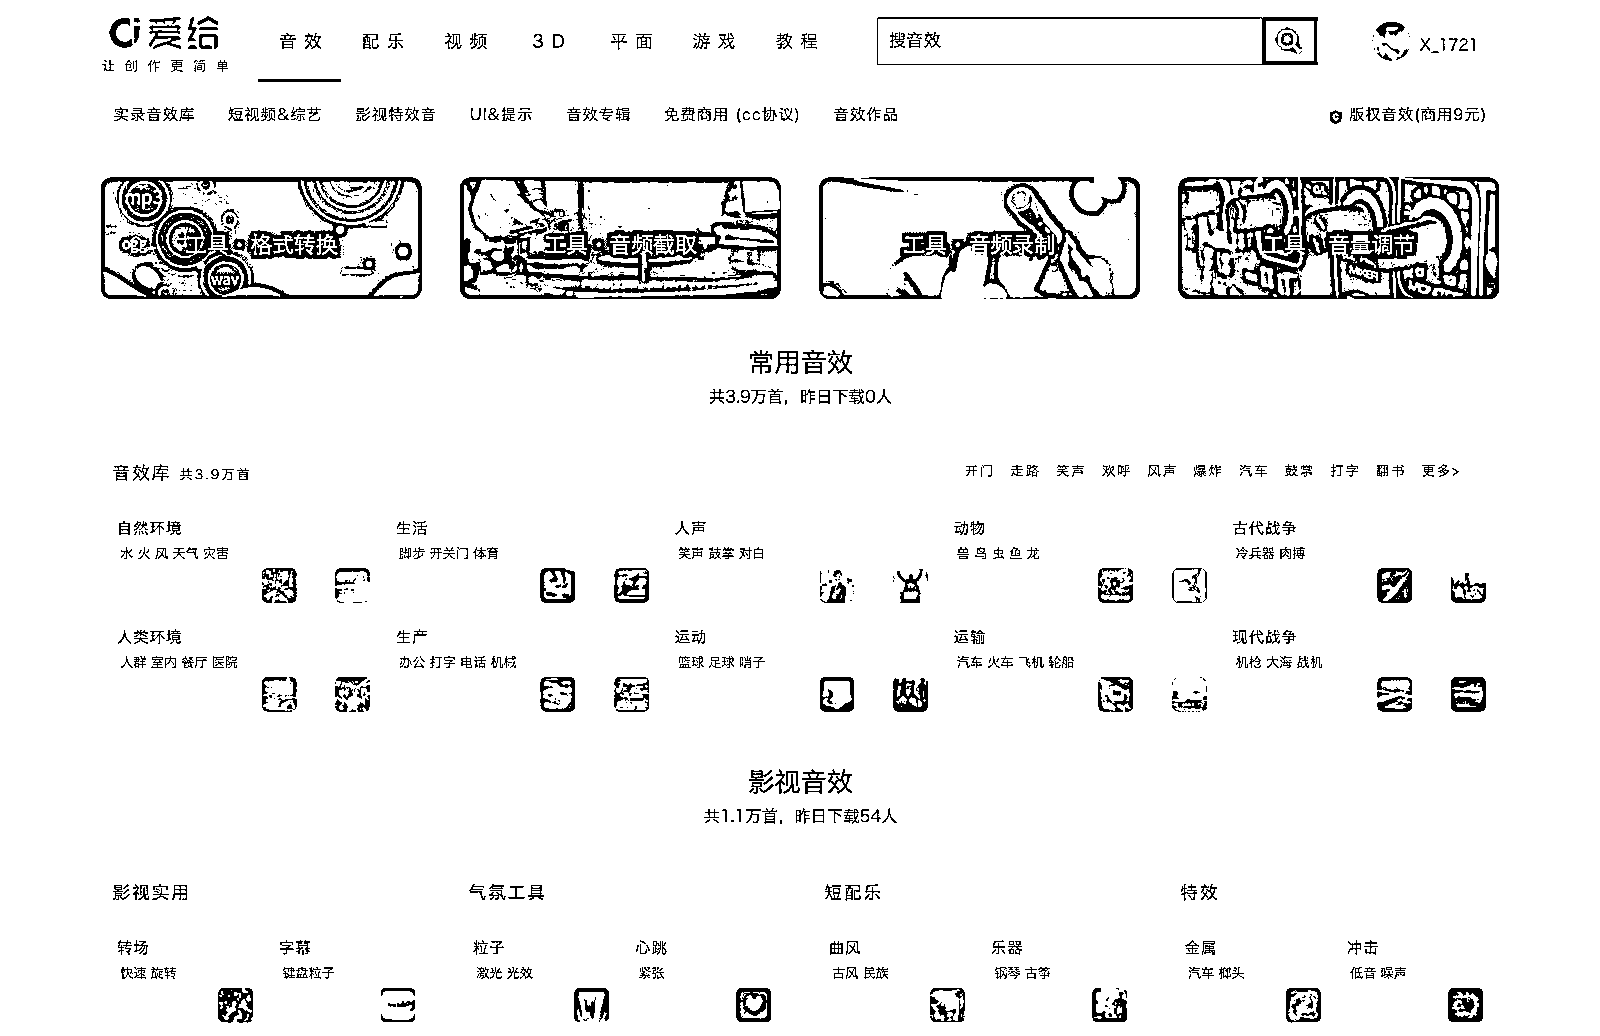 Ci 爱给
让创作更简单
音效 配乐 视频 3D 平面 游戏 教程
搜音效
X_1721
实录音效库 短视频&综艺 影视特效音 UI&提示 音效专辑 免费商用 (cc协议) 音效作品
版权音效(商用9元)
mp3
wav
工具 • 格式转换
工具 • 音频截取
工具 • 音频录制
工具 • 音量调节
常用音效
共3.9万首，昨日下载0人
音效库 共3.9万首
开门 走路 笑声 欢呼 风声 爆炸 汽车 鼓掌 打字 翻书 更多>
自然环境 生活 人声 动物 古代战争
水 火 风 天气 灾害 脚步 开关门 体育 笑声 鼓掌 对白 兽 鸟 虫 鱼 龙 冷兵器 肉搏
人类环境 生产 运动 运输 现代战争
人群 室内 餐厅 医院 办公 打字 电话 机械 篮球 足球 哨子 汽车 火车 飞机 轮船 机枪 大海 战机
影视音效
共1.1万首，昨日下载54人
影视实用 气氛工具 短配乐 特效
转场 字幕 粒子 心跳 曲风 乐器 金属 冲击
快速 旋转 键盘粒子 激光 光效 紧张 古风 民族 钢琴 古筝 汽车 榔头 低音 噪声